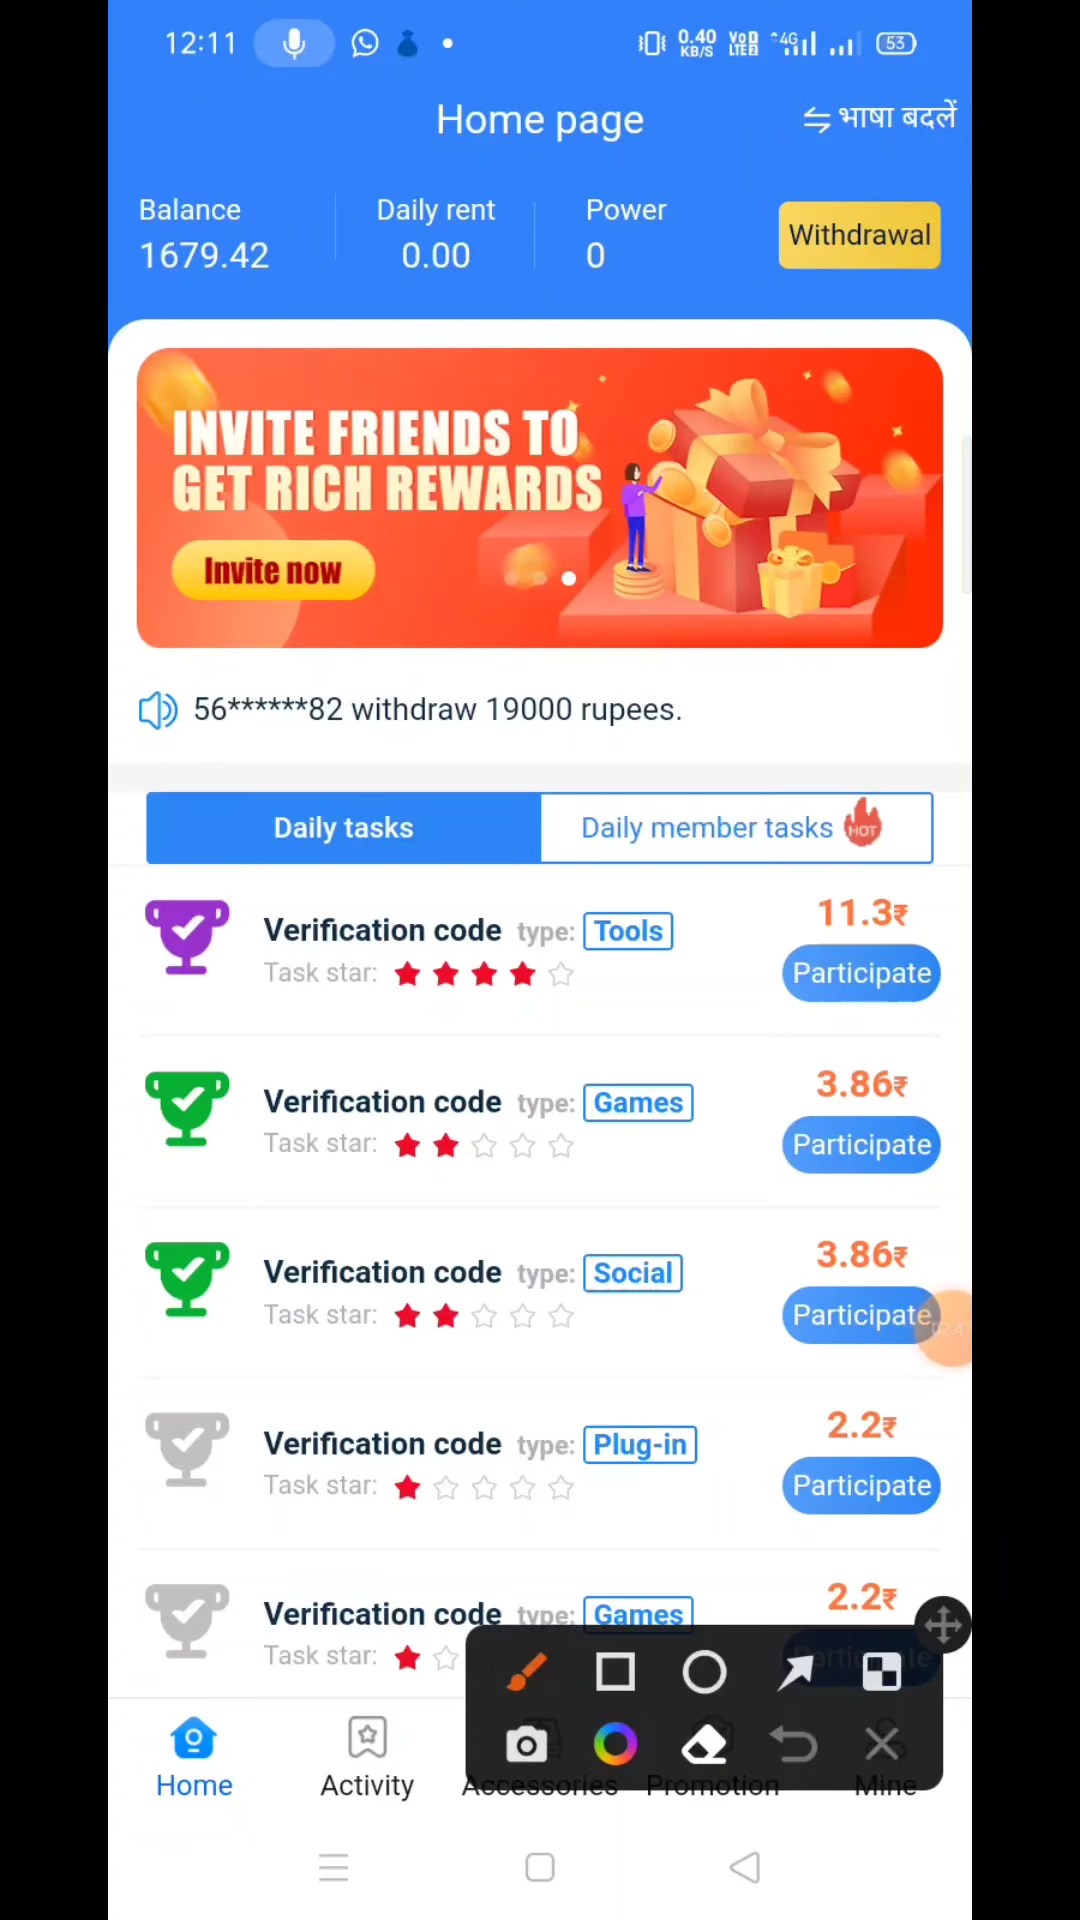 12:11
0.40 KB/S
VoD LTE
4G
53
Home page
भाषा बदलें
Balance
Daily rent
Power
Withdrawal
1679.42
0.00
0
INVITE FRIENDS TO
GET RICH REWARDS
Invite now
56******82 withdraw 19000 rupees.
Daily tasks
Daily member tasks
HOT
Verification code type: Tools
11.3₹
Task star:
Participate
Verification code type: Games
3.86₹
Task star:
Participate
Verification code type: Social
3.86₹
Task star:
Participate
Verification code type: Plug-in
2.2₹
Task star:
Participate
Verification code type: Games
2.2₹
Task star:
Home
Activity
Accessories
Promotion
Mine